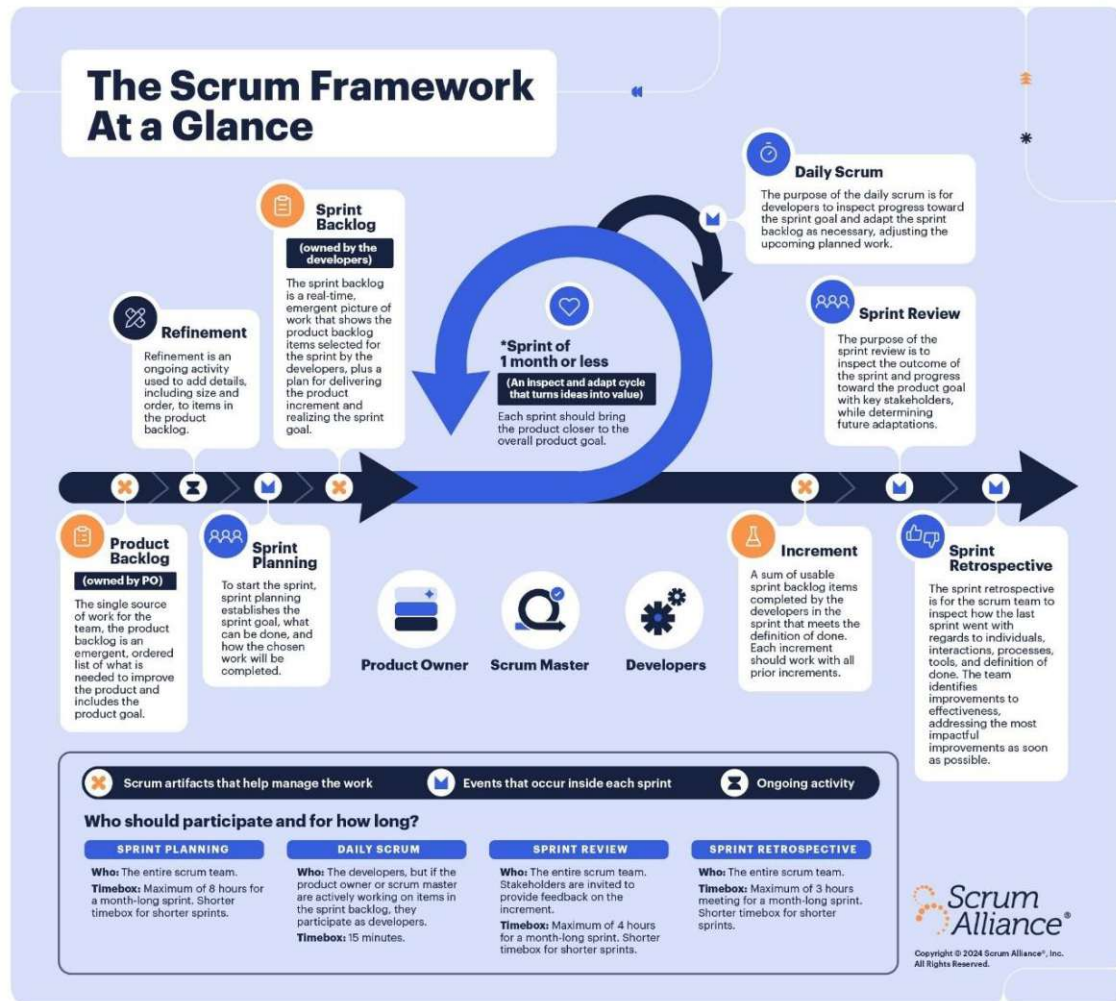 The Scrum Framework
At a Glance
Sprint
Backlog
(owned by the
developers)
The sprint backlog
is a real-time,
emergent picture of
work that shows the
product backlog
items selected for
the sprint by the
developers, plus a
plan for delivering
the product
increment and
realizing the sprint
goal.
Daily Scrum
The purpose of the daily scrum is for
developers to inspect progress toward
the sprint goal and adapt the sprint
backlog as necessary, adjusting the
upcoming planned work.
Refinement
Refinement is an
ongoing activity
used to add details,
including size and
order, to items in
the product
backlog.
*Sprint of
1 month or less
(An inspect and adapt cycle
that turns ideas into value)
Each sprint should bring
the product closer to the
overall product goal.
Sprint Review
The purpose of the
sprint review is to
inspect the outcome of
the sprint and progress
toward the product goal
with key stakeholders,
while determining
future adaptations.
Product
Backlog
(owned by PO)
The single source
of work for the
team, the product
backlog is an
emergent, ordered
list of what is
needed to improve
the product and
includes the
product goal.
Sprint
Planning
To start the sprint,
sprint planning
establishes the
sprint goal, what
can be done, and
how the chosen
work will be
completed.
Product Owner
Scrum Master
Developers
Increment
A sum of usable
sprint backlog items
completed by the
developers in the
sprint that meets the
definition of done.
Each increment
should work with all
prior increments.
Sprint
Retrospective
The sprint retrospective
is for the scrum team to
inspect how the last
sprint went with
regards to individuals,
interactions, processes,
tools, and definition of
done. The team
identifies
improvements to
effectiveness,
addressing the most
impactful
improvements as soon
as possible.
Scrum artifacts that help manage the work
Events that occur inside each sprint
Ongoing activity
Who should participate and for how long?
SPRINT PLANNING
Who: The entire scrum team.
Timebox: Maximum of 8 hours for
a month-long sprint. Shorter
timebox for shorter sprints.
DAILY SCRUM
Who: The developers, but if the
product owner or scrum master
are actively working on items in
the sprint backlog, they
participate as developers.
Timebox: 15 minutes.
SPRINT REVIEW
Who: The entire scrum team.
Stakeholders are invited to
provide feedback on the
increment.
Timebox: Maximum of 4 hours
for a month-long sprint. Shorter
timebox for shorter sprints.
SPRINT RETROSPECTIVE
Who: The entire scrum team.
Timebox: Maximum of 3 hours
meeting for a month-long sprint.
Shorter timebox for shorter
sprints.
Scrum
Alliance®
Copyright © 2024 Scrum Alliance®, Inc.
All Rights Reserved.